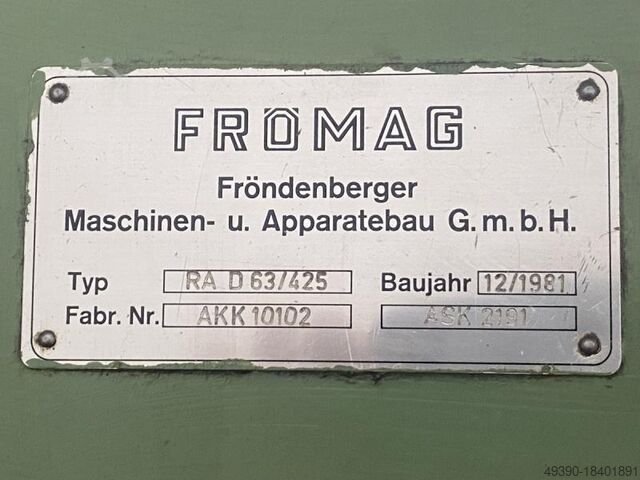 FRÖMAG
Fröndenberger
Maschinen- u. Apparatebau G.m.b.H.
Typ RA D 63/425 Baujahr 12/1981
Fabr. Nr. AKK 10102 ASK 2191
49390-18401891